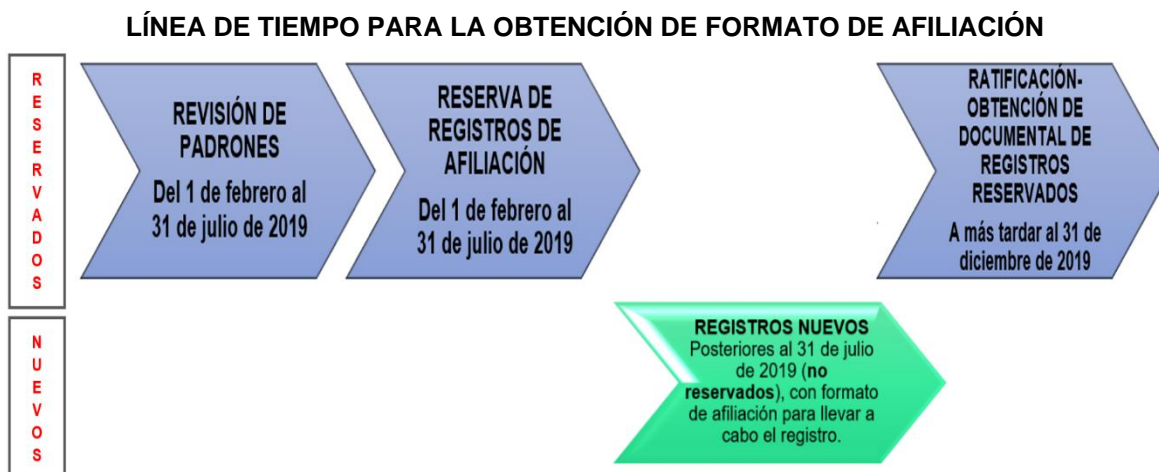 LÍNEA DE TIEMPO PARA LA OBTENCIÓN DE FORMATO DE AFILIACIÓN
RESERVADOS
REVISIÓN DE
PADRONES
Del 1 de febrero al
31 de julio de 2019
RESERVA DE
REGISTROS DE
AFILIACIÓN
Del 1 de febrero al
31 de julio de 2019
RATIFICACIÓN-
OBTENCIÓN DE
DOCUMENTAL DE
REGISTROS
RESERVADOS
A más tardar al 31 de
diciembre de 2019
NUEVOS
REGISTROS NUEVOS
Posteriores al 31 de julio
de 2019 (no
reservados), con formato
de afiliación para llevar a
cabo el registro.